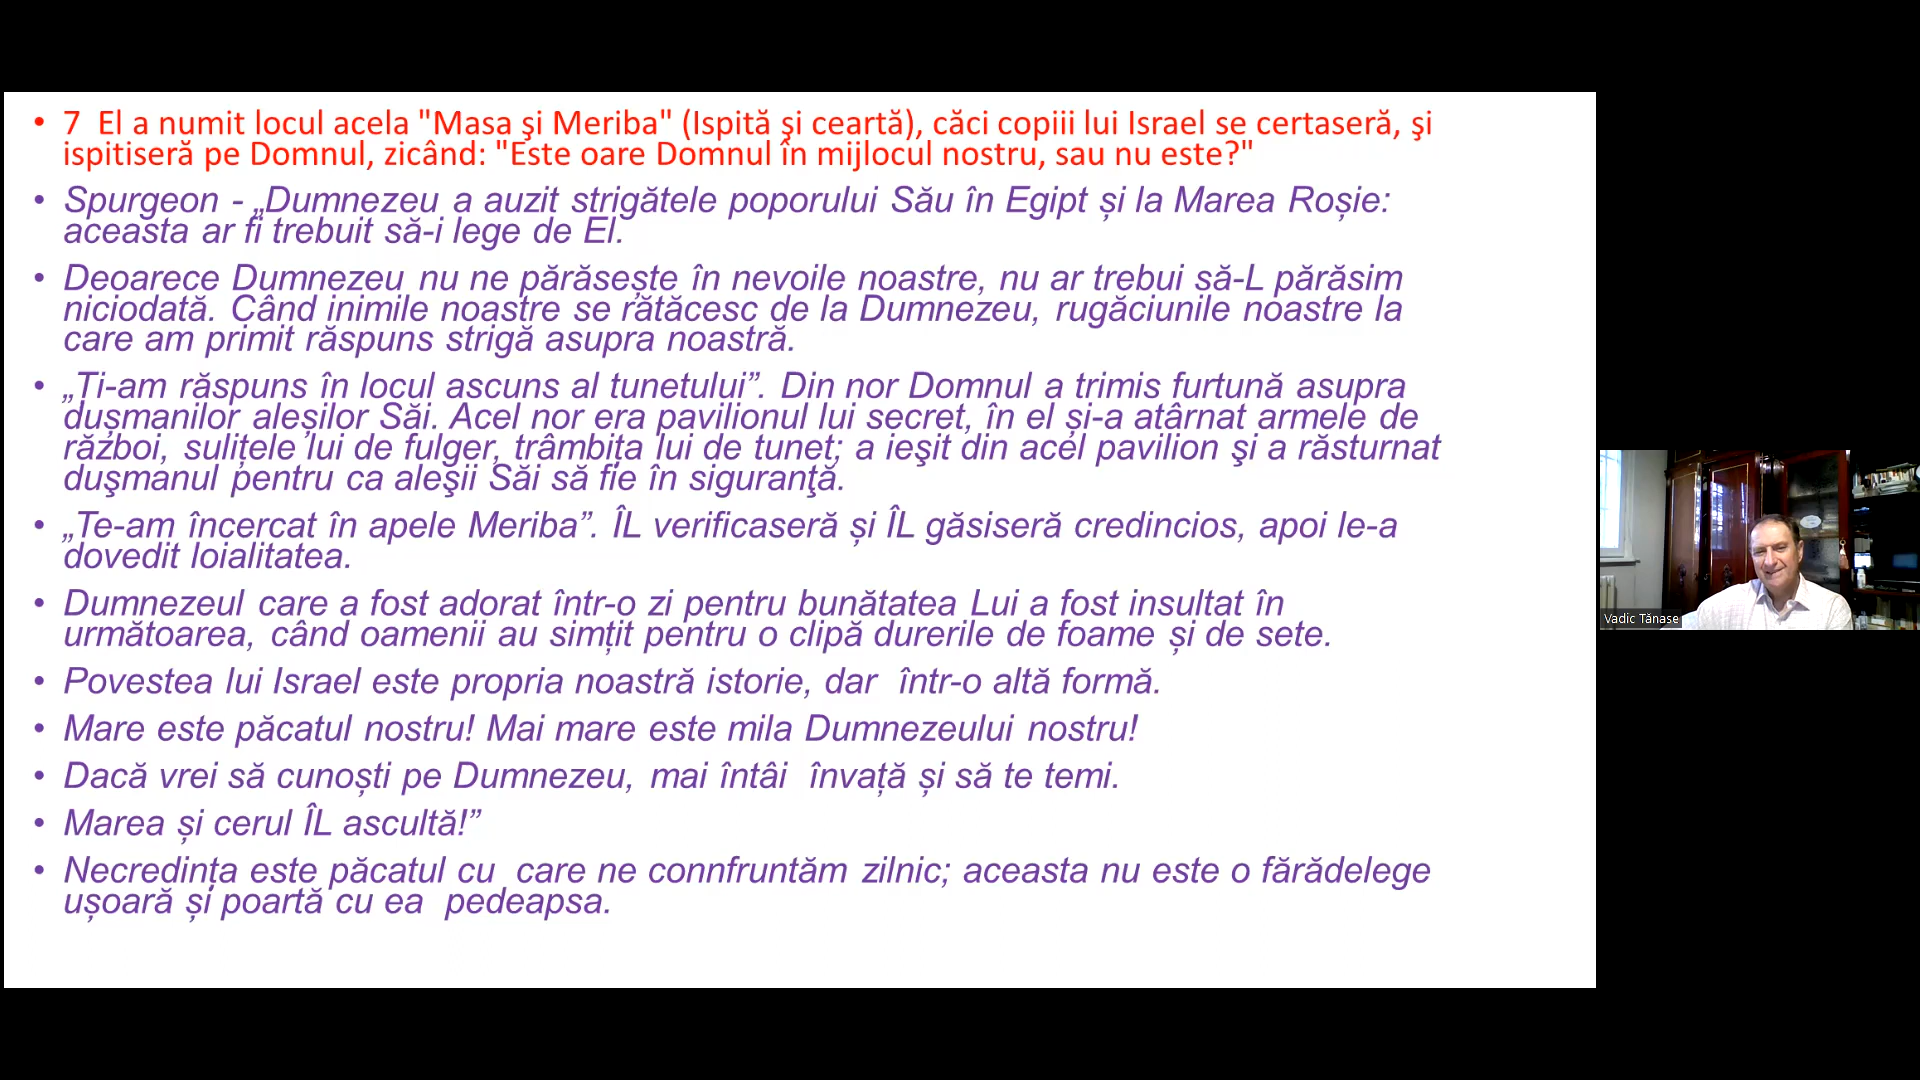 • 7  El a numit locul acela "Masa şi Meriba" (Ispită şi ceartă), căci copiii lui Israel se certaseră, şi
ispitiseră pe Domnul, zicând: "Este oare Domnul în mijlocul nostru, sau nu este?"
• Spurgeon - „Dumnezeu a auzit strigătele poporului Său în Egipt și la Marea Roșie:
aceasta ar fi trebuit să-i lege de El.
• Deoarece Dumnezeu nu ne părăsește în nevoile noastre, nu ar trebui să-L părăsim
niciodată. Când inimile noastre se rătăcesc de la Dumnezeu, rugăciunile noastre la
care am primit răspuns strigă asupra noastră.
• „Ți-am răspuns în locul ascuns al tunetului”. Din nor Domnul a trimis furtună asupra
dușmanilor aleșilor Săi. Acel nor era pavilionul lui secret, în el și-a atârnat armele de
război, sulițele lui de fulger, trâmbița lui de tunet; a ieşit din acel pavilion şi a răsturnat
duşmanul pentru ca aleşii Săi să fie în siguranţă.
• „Te-am încercat în apele Meriba”. ÎL verificaseră și ÎL găsiseră credincios, apoi le-a
dovedit loialitatea.
• Dumnezeul care a fost adorat într-o zi pentru bunătatea Lui a fost insultat în
următoarea, când oamenii au simțit pentru o clipă durerile de foame și de sete.
• Povestea lui Israel este propria noastră istorie, dar  într-o altă formă.
• Mare este păcatul nostru! Mai mare este mila Dumnezeului nostru!
• Dacă vrei să cunoști pe Dumnezeu, mai întâi  învață și să te temi.
• Marea și cerul ÎL ascultă!”
• Necredința este păcatul cu  care ne connfruntăm zilnic; aceasta nu este o fărădelege
ușoară și poartă cu ea  pedeapsa.
Vadic Tănase